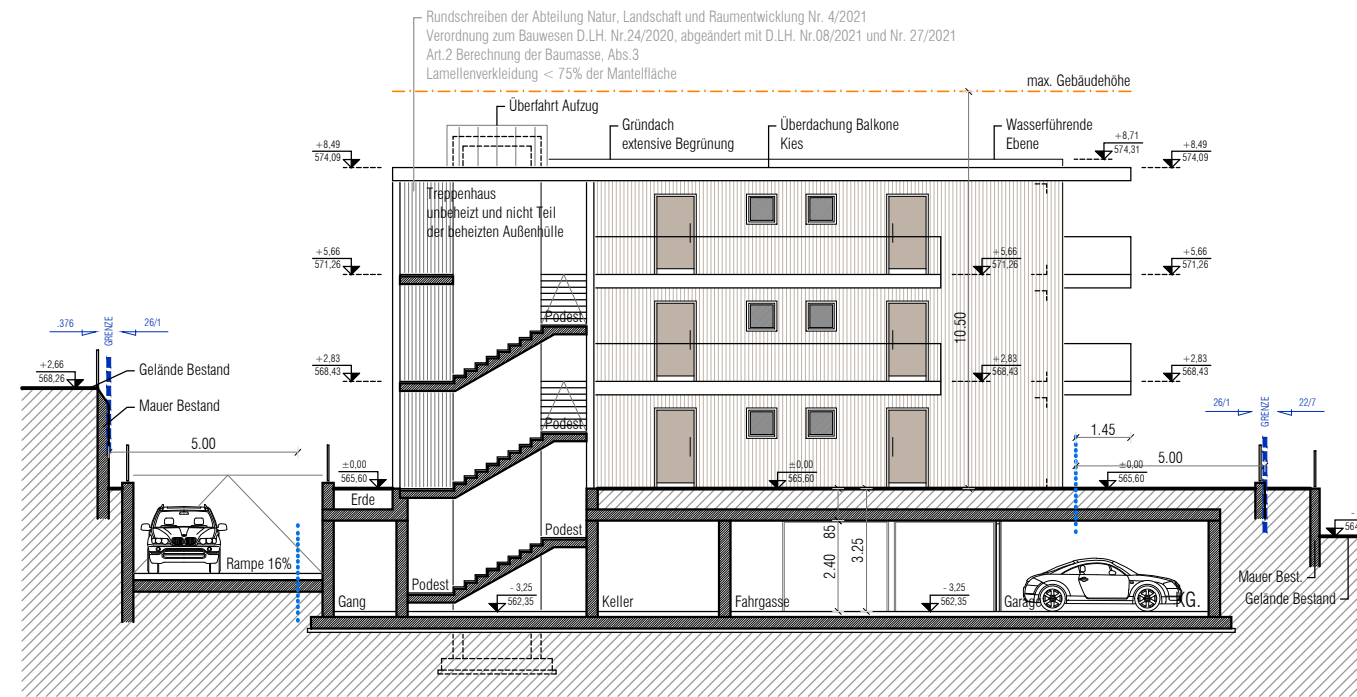 Rundschreiben der Abteilung Natur, Landschaft und Raumentwicklung Nr. 4/2021
Verordnung zum Bauwesen D.LH. Nr.24/2020, abgeändert mit D.LH. Nr.08/2021 und Nr. 27/2021
Art.2 Berechnung der Baumasse, Abs.3
Lamellenverkleidung < 75% der Mantelfläche
max. Gebäudehöhe
Überfahrt Aufzug
Gründach
extensive Begrünung
Überdachung Balkone
Kies
Wasserführende
Ebene
+8,71
574,31
+8,49
574,09
+8,49
574,09
Treppenhaus
unbeheizt und nicht Teil
der beheizten Außenhülle
+5,66
571,26
+5,66
571,26
+5,66
571,26
Podest
10.50
.376
GRENZE
26/1
+2,66
568,26
Gelände Bestand
Mauer Bestand
+2,83
568,43
+2,83
568,43
+2,83
568,43
Podest
26/1
GRENZE
22/7
5.00
1.45
5.00
±0,00
565,60
±0,00
565,60
±0,00
565,60
Erde
Podest
85
2.40
3.25
-
564
Rampe 16%
Podest
Gang
- 3,25
562,35
Keller
Fahrgasse
- 3,25
562,35
Garage
KG.
Mauer Best.
Gelände Bestand